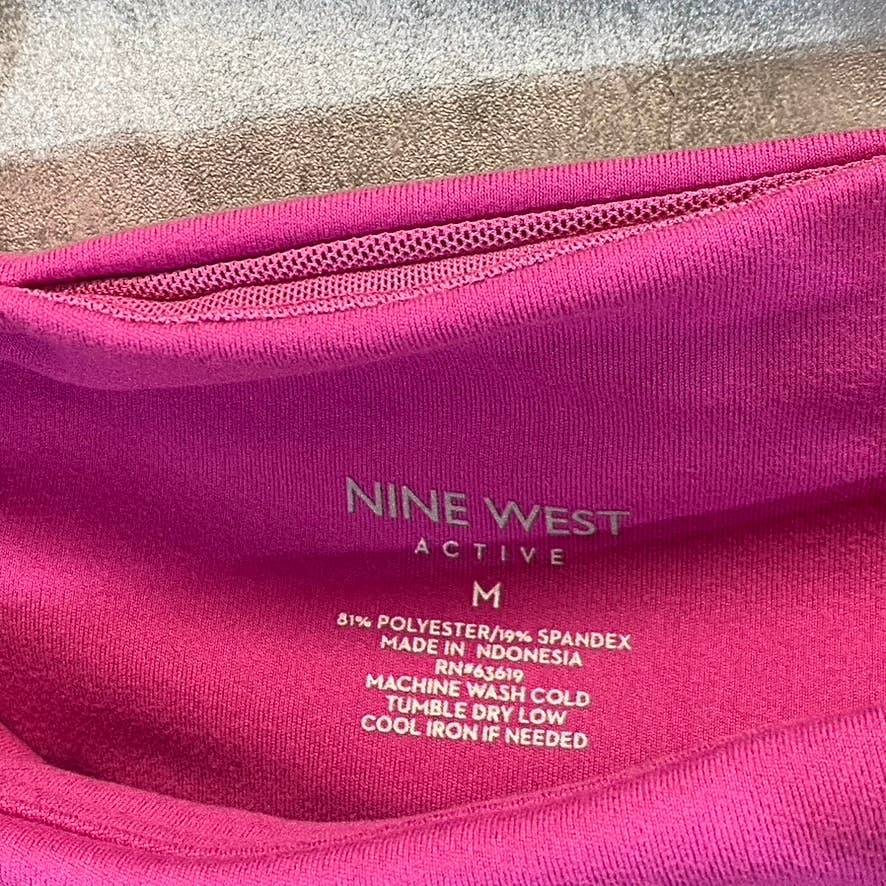 NINE WEST
ACTIVE
M
81% POLYESTER/19% SPANDEX
MADE IN NDONESIA
RN#63619
MACHINE WASH COLD
TUMBLE DRY LOW
COOL IRON IF NEEDED